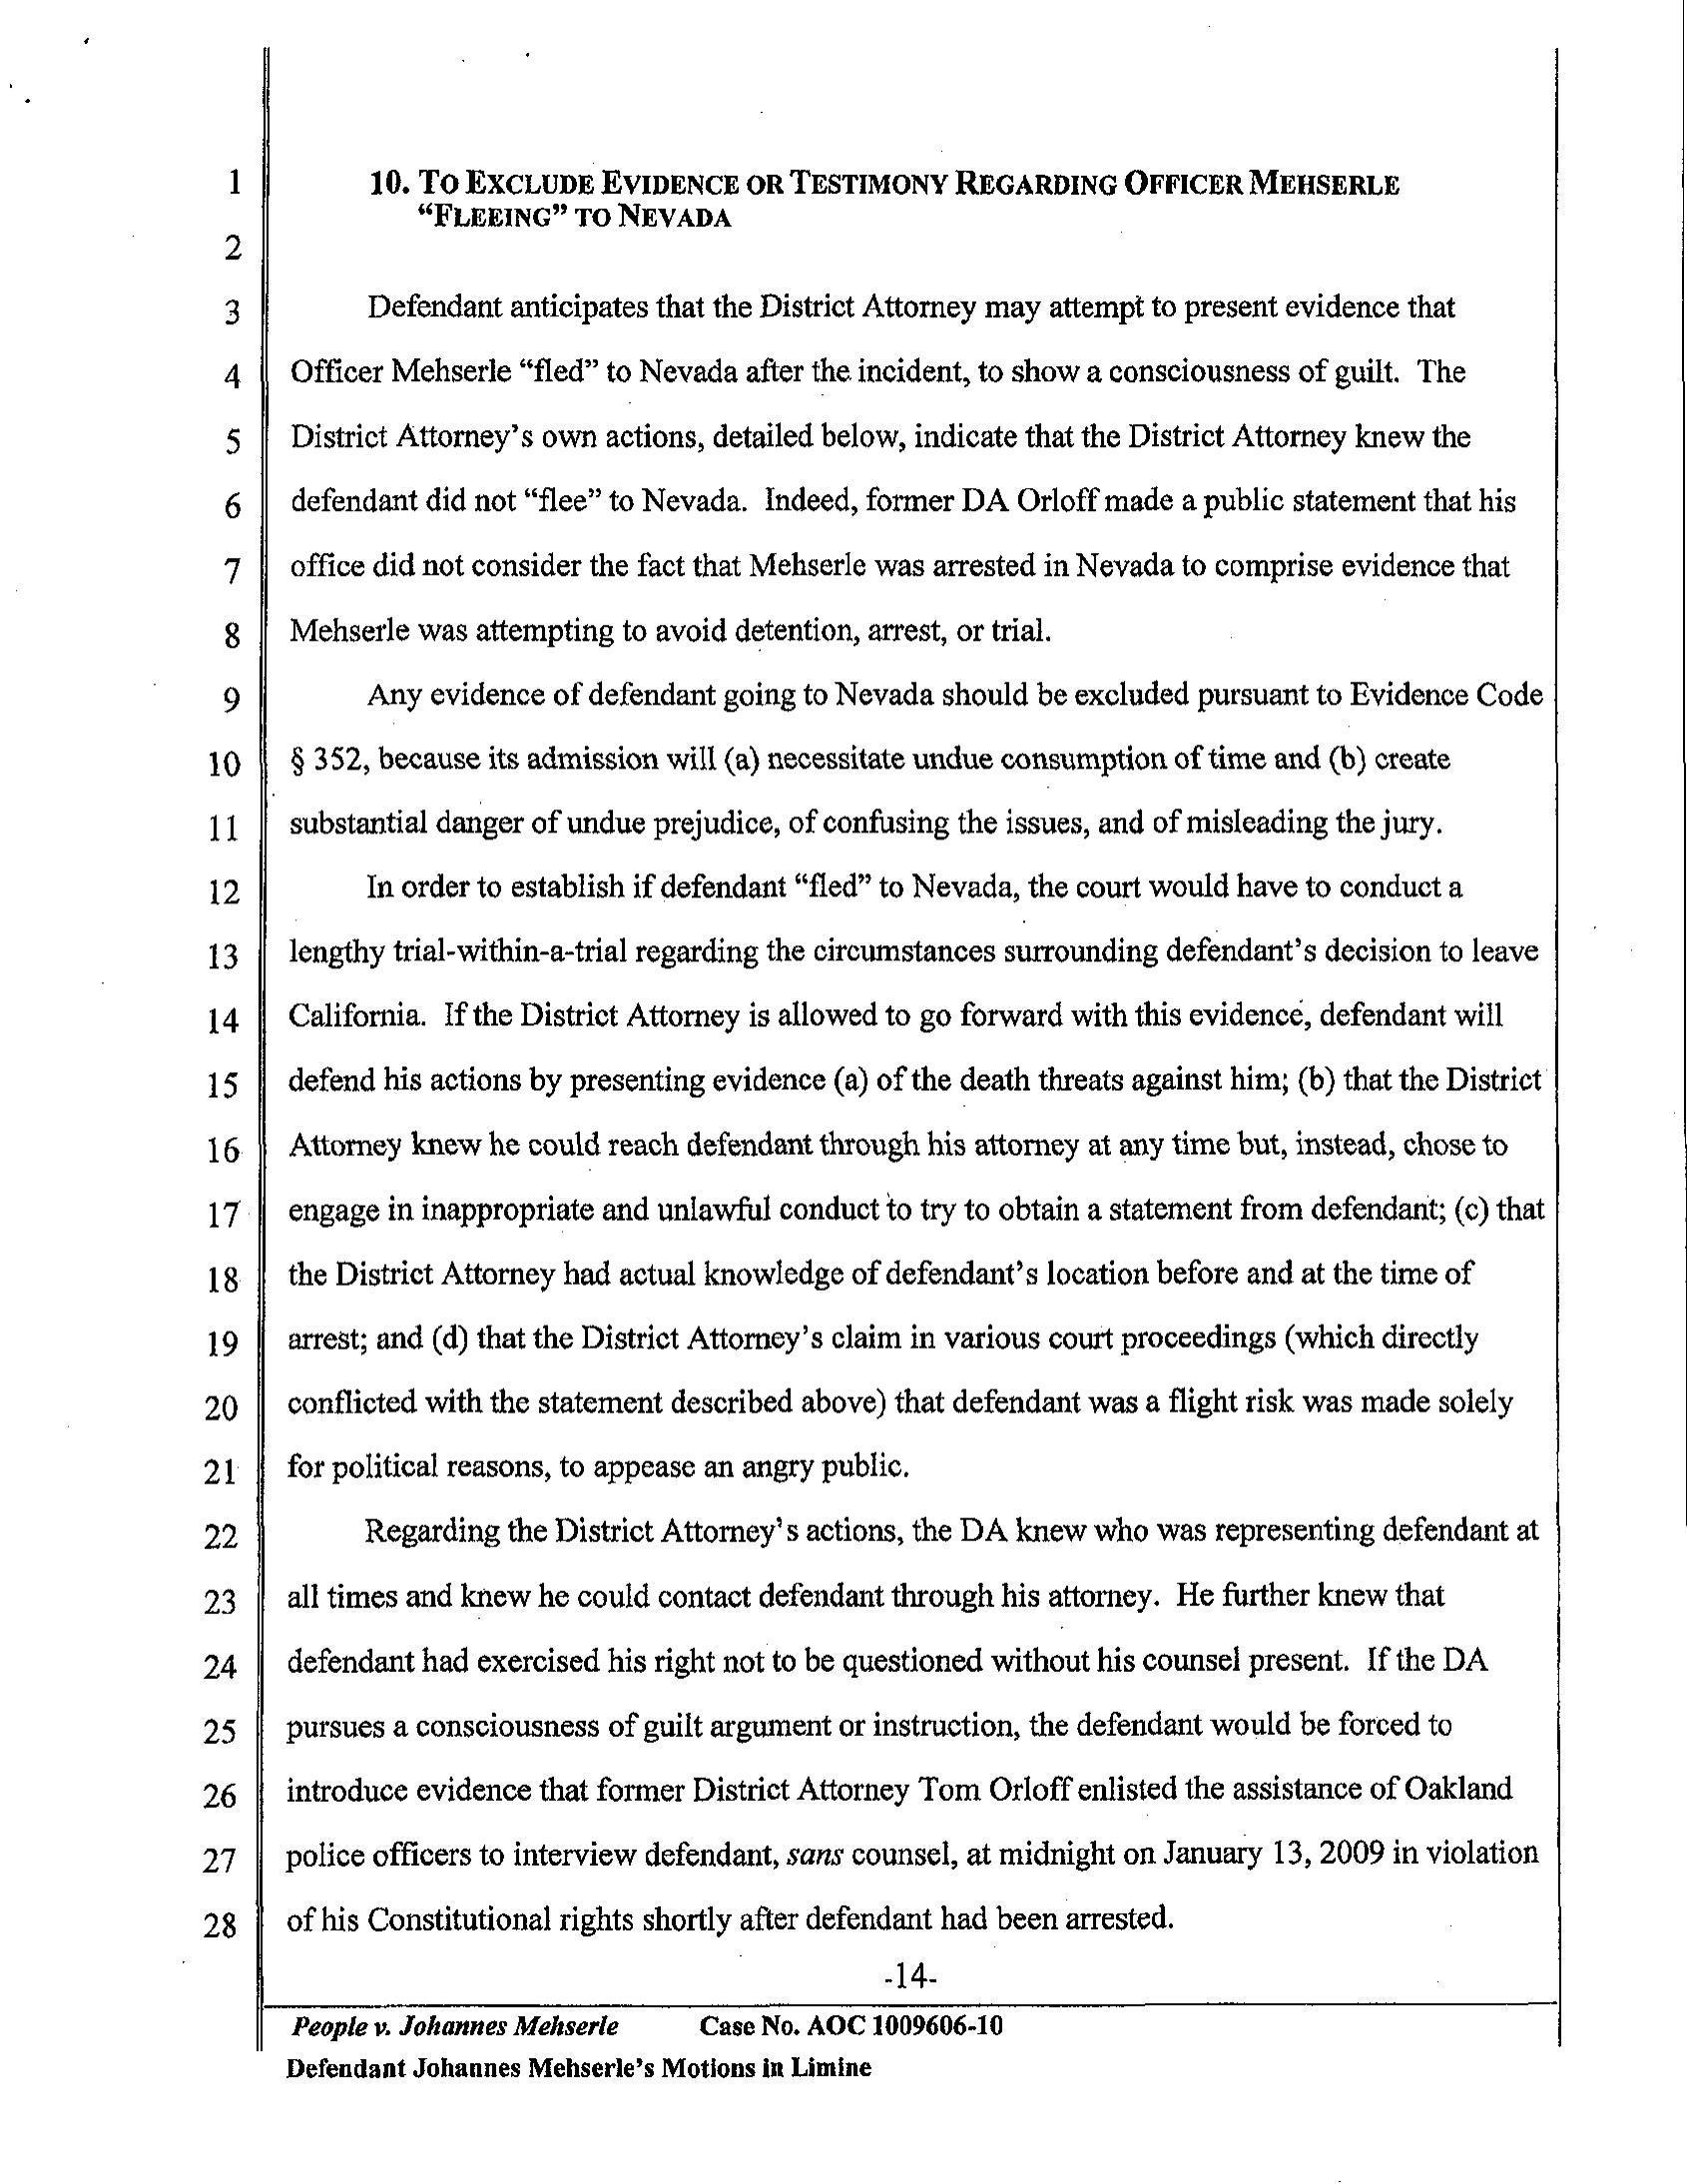 1 10. TO EXCLUDE EVIDENCE OR TESTIMONY REGARDING OFFICER MEHSERLE
“FLEEING” TO NEVADA
2
3 Defendant anticipates that the District Attorney may attempt to present evidence that
4 Officer Mehserle “fled” to Nevada after the incident, to show a consciousness of guilt. The
5 District Attorney’s own actions, detailed below, indicate that the District Attorney knew the
6 defendant did not “flee” to Nevada. Indeed, former DA Orloff made a public statement that his
7 office did not consider the fact that Mehserle was arrested in Nevada to comprise evidence that
8 Mehserle was attempting to avoid detention, arrest, or trial.
9 Any evidence of defendant going to Nevada should be excluded pursuant to Evidence Code
10 § 352, because its admission will (a) necessitate undue consumption of time and (b) create
11 substantial danger of undue prejudice, of confusing the issues, and of misleading the jury.
12 In order to establish if defendant “fled” to Nevada, the court would have to conduct a
13 lengthy trial-within-a-trial regarding the circumstances surrounding defendant’s decision to leave
14 California. If the District Attorney is allowed to go forward with this evidence, defendant will
15 defend his actions by presenting evidence (a) of the death threats against him; (b) that the District
16 Attorney knew he could reach defendant through his attorney at any time but, instead, chose to
17 engage in inappropriate and unlawful conduct to try to obtain a statement from defendant; (c) that
18 the District Attorney had actual knowledge of defendant’s location before and at the time of
19 arrest; and (d) that the District Attorney’s claim in various court proceedings (which directly
20 conflicted with the statement described above) that defendant was a flight risk was made solely
21 for political reasons, to appease an angry public.
22 Regarding the District Attorney’s actions, the DA knew who was representing defendant at
23 all times and knew he could contact defendant through his attorney. He further knew that
24 defendant had exercised his right not to be questioned without his counsel present. If the DA
25 pursues a consciousness of guilt argument or instruction, the defendant would be forced to
26 introduce evidence that former District Attorney Tom Orloff enlisted the assistance of Oakland
27 police officers to interview defendant, sans counsel, at midnight on January 13, 2009 in violation
28 of his Constitutional rights shortly after defendant had been arrested.
-14-
People v. Johannes Mehserle Case No. AOC 1009606-10
Defendant Johannes Mehserle’s Motions in Limine